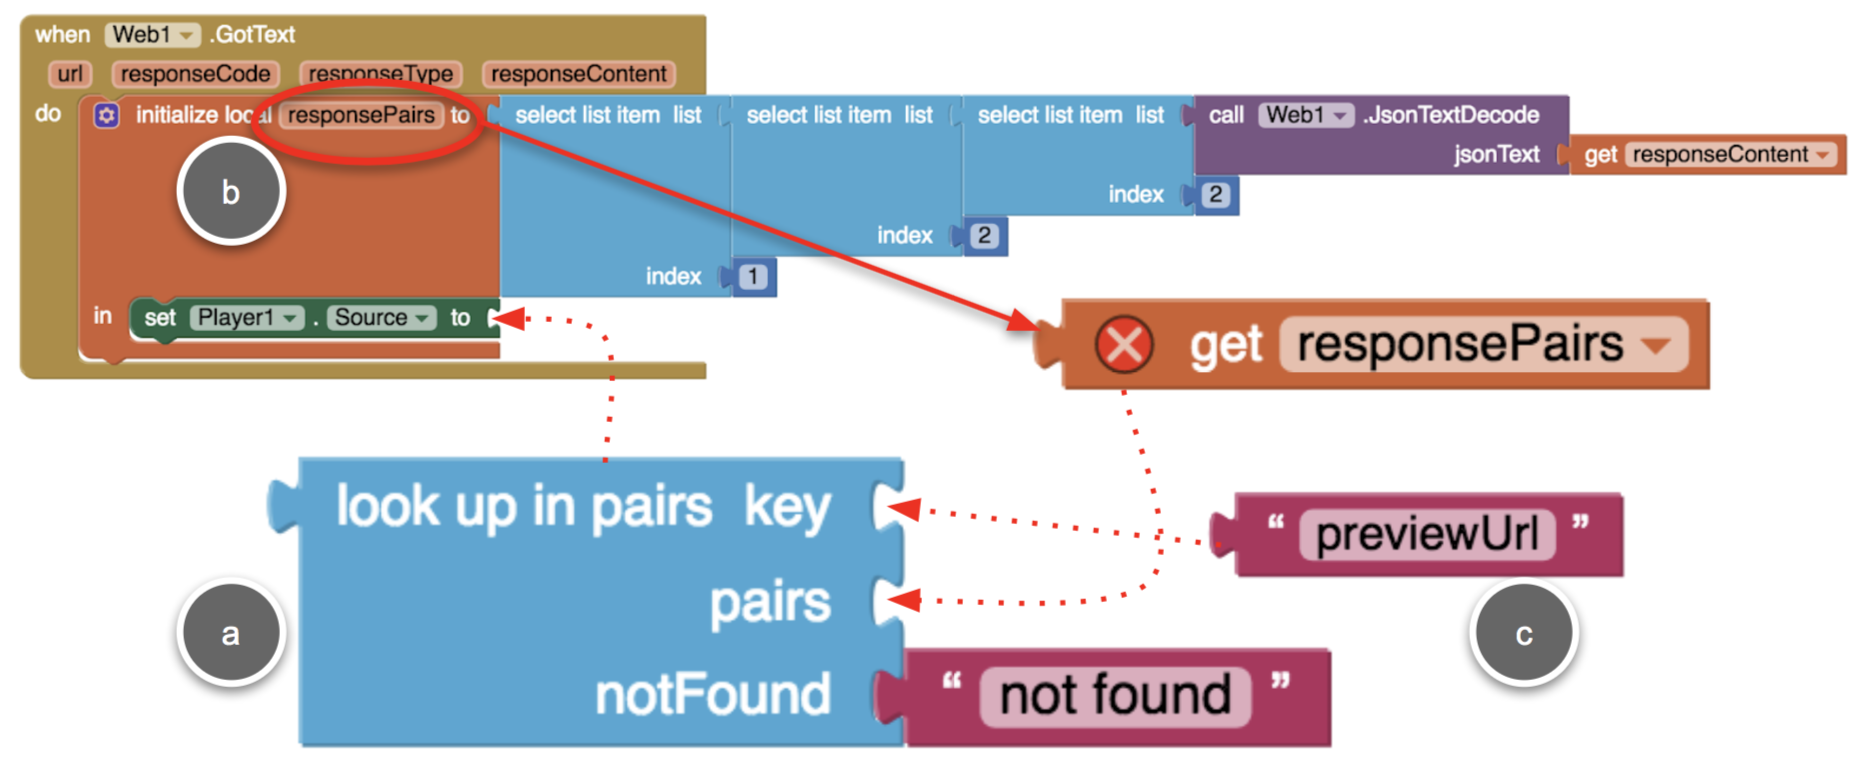 when Web1 .GotText
url responseCode responseType responseContent
do initialize local responsePairs to select list item list select list item list select list item list call Web1 .JsonTextDecode
jsonText get responseContent
b
index 2
index 2
index 1
in set Player1 . Source to
get responsePairs
look up in pairs key
“ previewUrl ”
pairs
a
c
notFound “ not found ”